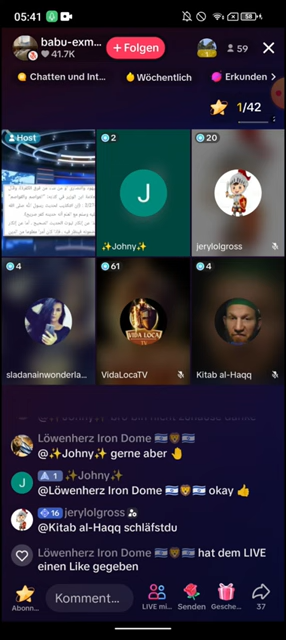 05:41
58
babu-exm...
41.7K
+ Folgen
59
Chatten und Int...
Wöchentlich
Erkunden
1/42
Host
2
20
J
✨Johny✨
jerylolgross
4
61
4
VIDA LOCA
TV
sladanainwonderla...
VidaLocaTV
Kitab al-Haqq
Löwenherz Iron Dome 🇮🇱🦁🇮🇱
@✨Johny✨ gerne aber 🤚
J
1 ✨Johny✨
@Löwenherz Iron Dome 🇮🇱🦁🇮🇱 okay 👍
16 jerylolgross
@Kitab al-Haqq schläfstdu
Löwenherz Iron Dome 🇮🇱🦁🇮🇱 hat dem LIVE
einen Like gegeben
Abonn...
Komment...
LIVE mi...
Senden
Gesche...
37